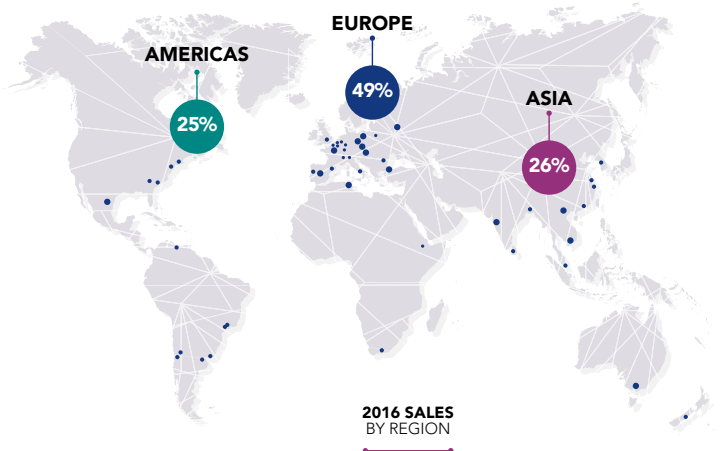 EUROPE
AMERICAS
49%
ASIA
25%
26%
2016 SALES
BY REGION